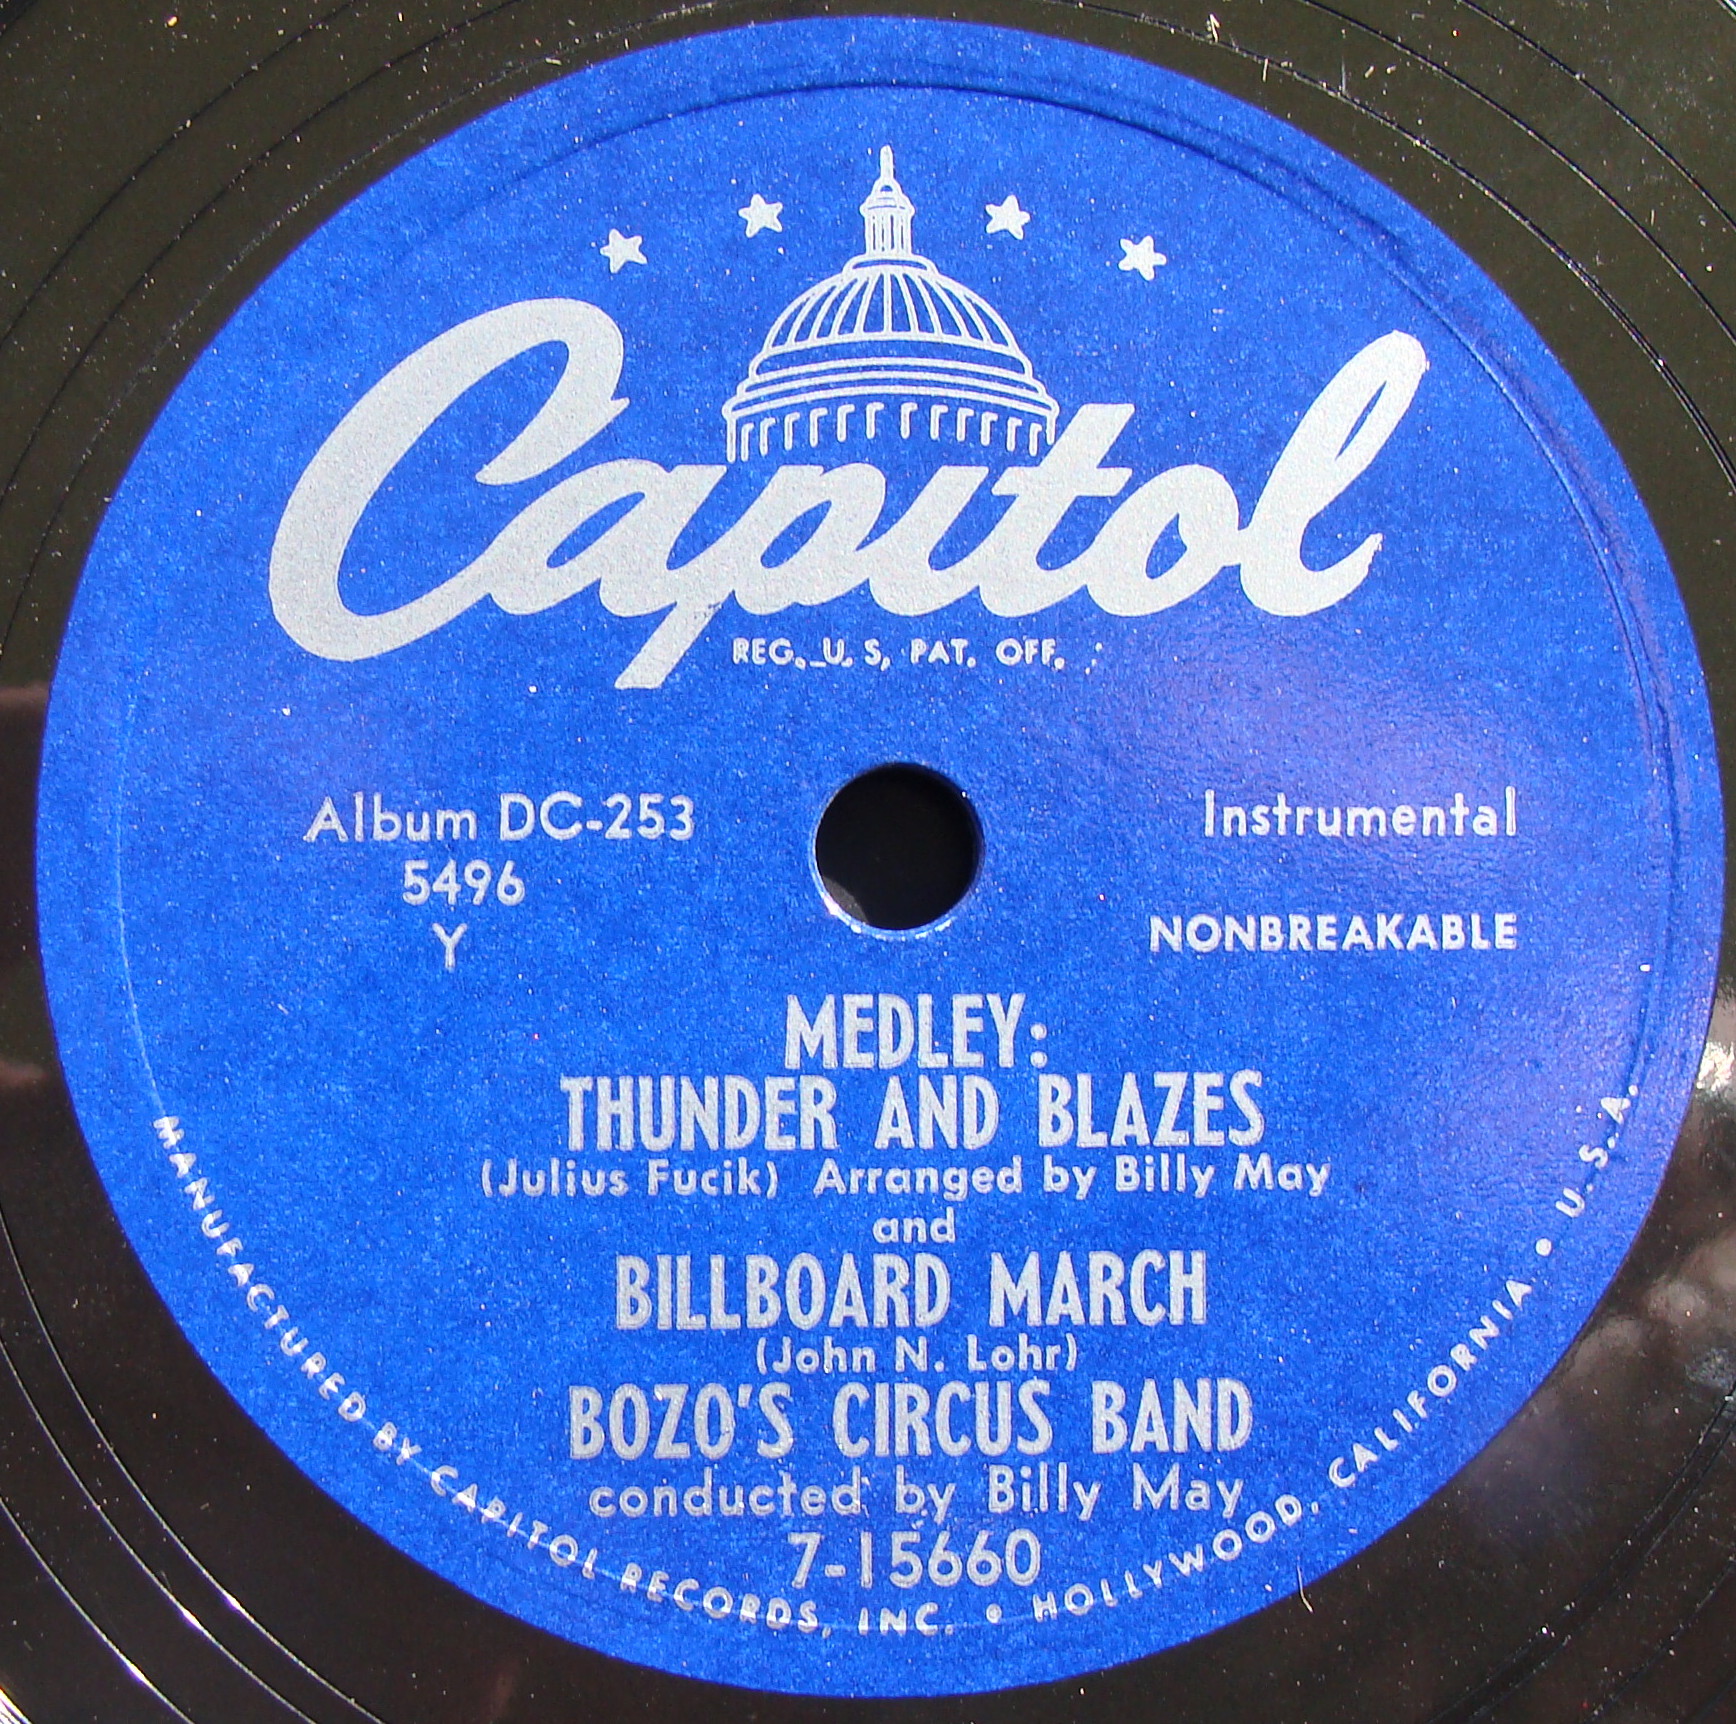 Capitol
REG. U. S. PAT. OFF.
Album DC-253
5496
Y
Instrumental
NONBREAKABLE
MEDLEY:
THUNDER AND BLAZES
(Julius Fucik) Arranged by Billy May
and
BILLBOARD MARCH
(John N. Lohr)
BOZO'S CIRCUS BAND
conducted by Billy May
7-15660
MANUFACTURED BY CAPITOL RECORDS, INC. • HOLLYWOOD, CALIFORNIA • U.S.A.